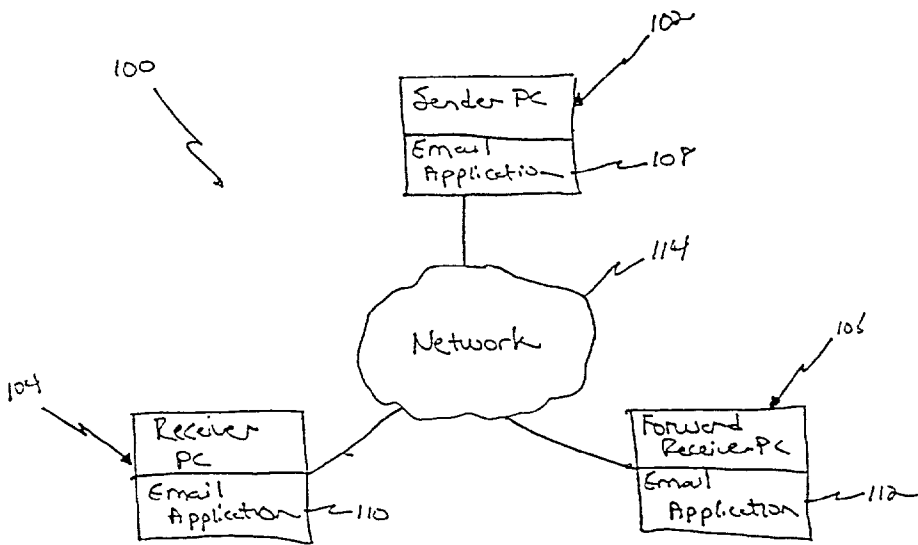 100
102
Sender PC
Email
Application
108
114
Network
106
104
Receiver
PC
Email
Application
110
Forward
Receiver PC
Email
Application
112